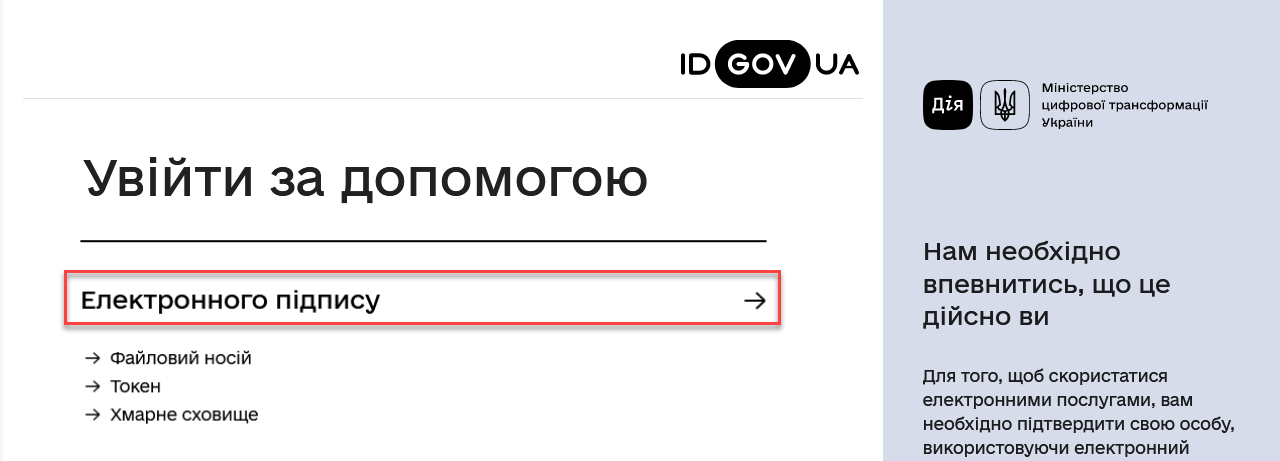 ID GOV UA
Увійти за допомогою
Електронного підпису
→ Файловий носій
→ Токен
→ Хмарне сховище
Дія
Міністерство
цифрової трансформації
України
Нам необхідно
впевнитись, що це
дійсно ви
Для того, щоб скористатися
електронними послугами, вам
необхідно підтвердити свою особу,
використовуючи електронний